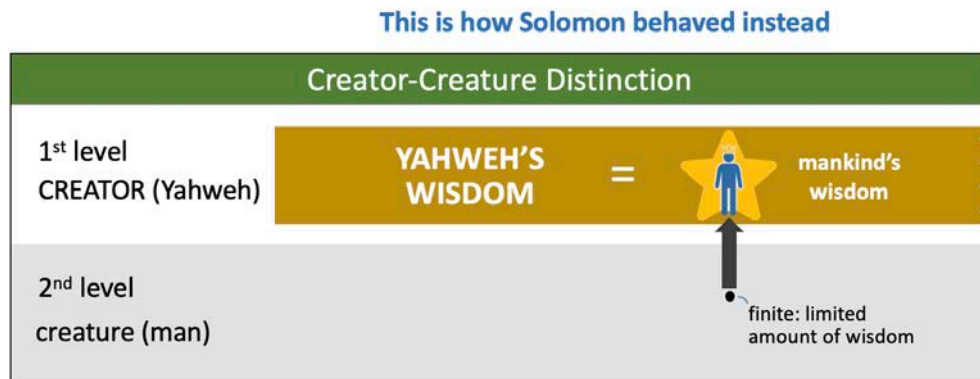 This is how Solomon behaved instead
Creator-Creature Distinction
1st level
CREATOR (Yahweh)
YAHWEH'S
WISDOM
=
mankind's
wisdom
2nd level
creature (man)
finite: limited
amount of wisdom